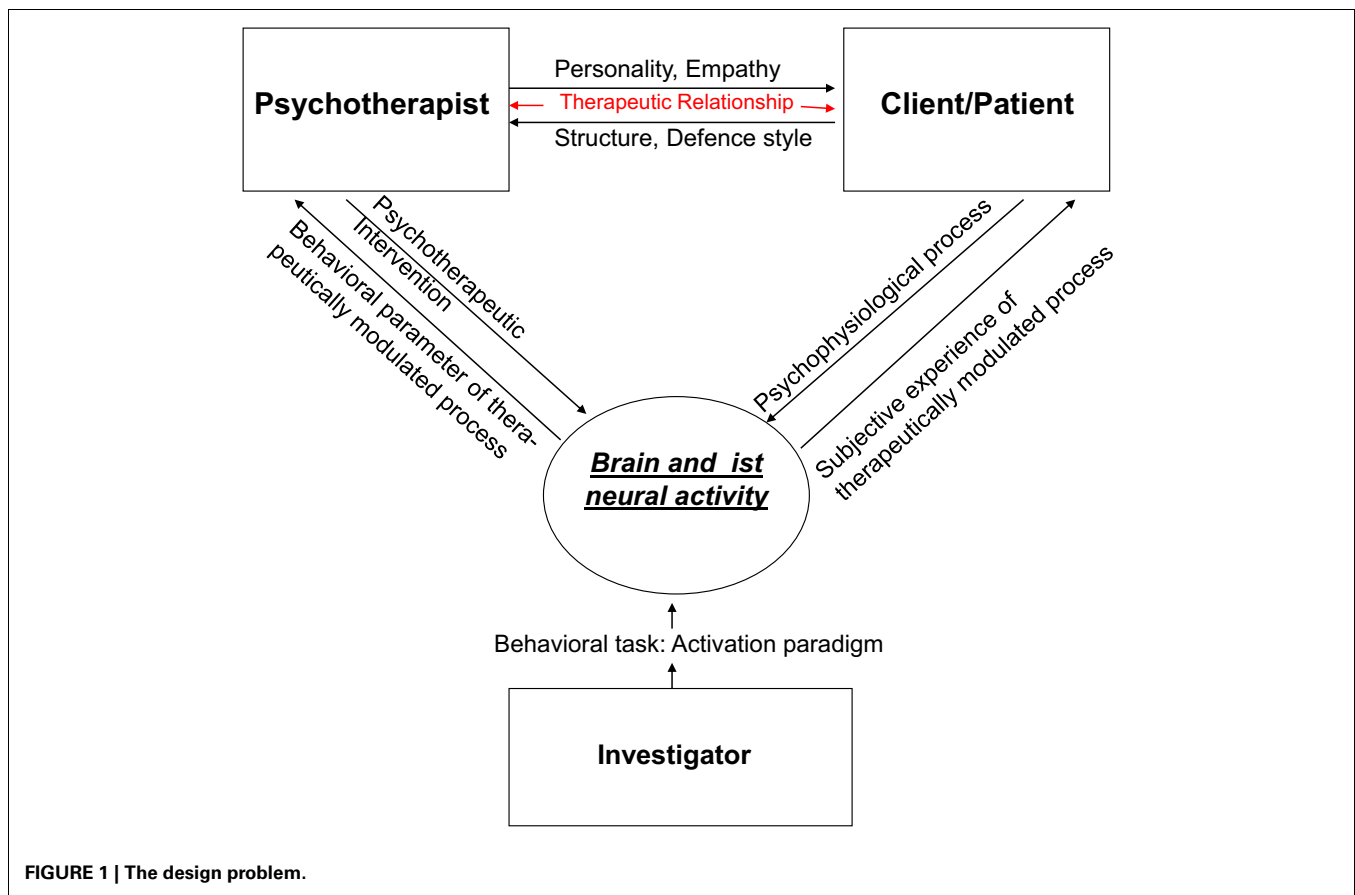 Psychotherapist
Personality, Empathy
Therapeutic Relationship
Structure, Defence style
Client/Patient
Psychotherapeutic
Intervention
Behavioral parameter of thera-
peutically modulated process
Psychophysiological process
Subjective experience of
therapeutically modulated process
Brain and ist
neural activity
Behavioral task: Activation paradigm
Investigator
FIGURE 1 | The design problem.